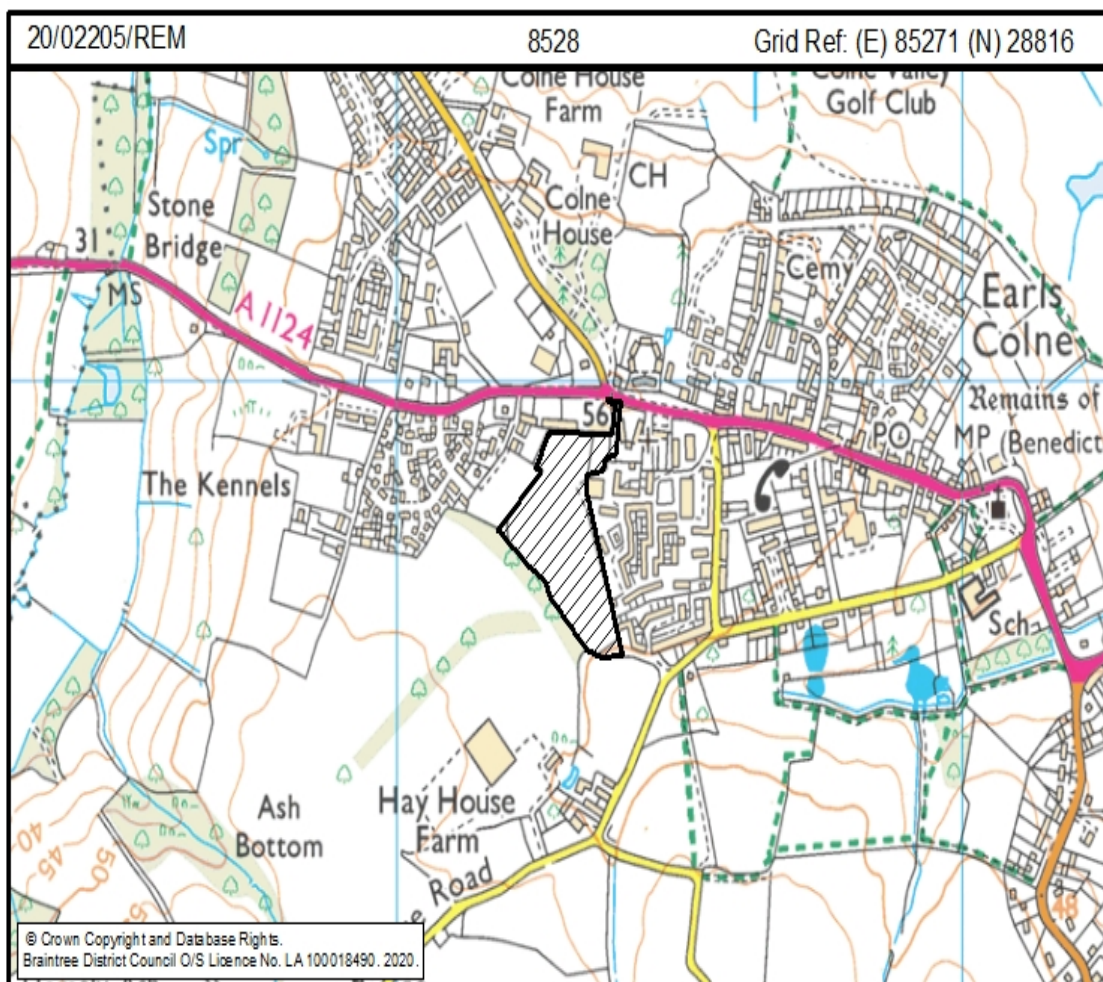 20/02205/REM
8528
Grid Ref: (E) 85271 (N) 28816
Colne House
Farm
Colne Valley
Golf Club
Spr
CH
Stone
Bridge
Colne
House
31
Cemy
MS
Earls
Colne
A 1124
Remains of
56
PO
MP
(Benedict
The Kennels
Sch
Hay House
Farm
Ash
Bottom
Road
40
45
50
48
© Crown Copyright and Database Rights.
Braintree District Council O/S Licence No. LA 100018490. 2020.